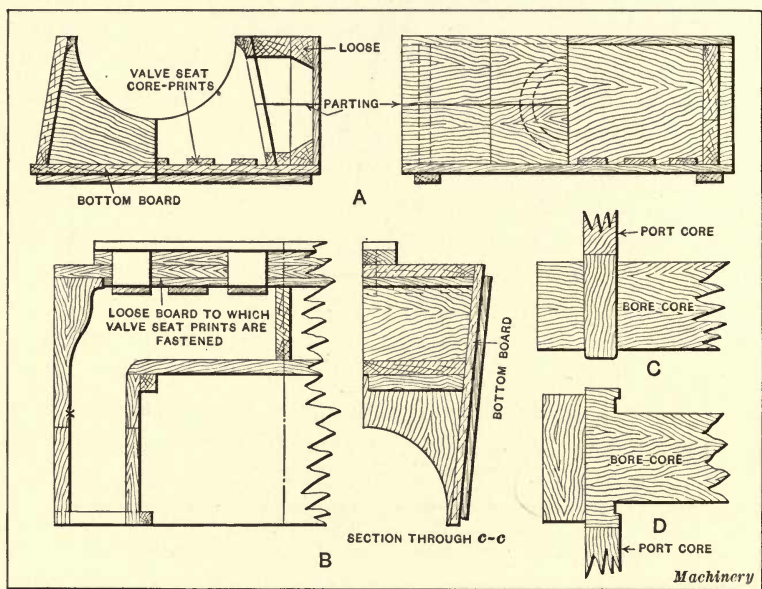 LOOSE
VALVE SEAT
CORE-PRINTS
PARTING
BOTTOM BOARD
A
LOOSE BOARD TO WHICH
VALVE SEAT PRINTS ARE
FASTENED
BOTTOM BOARD
SECTION THROUGH c-c
B
PORT CORE
BORE CORE
C
BORE CORE
D
PORT CORE
Machinery